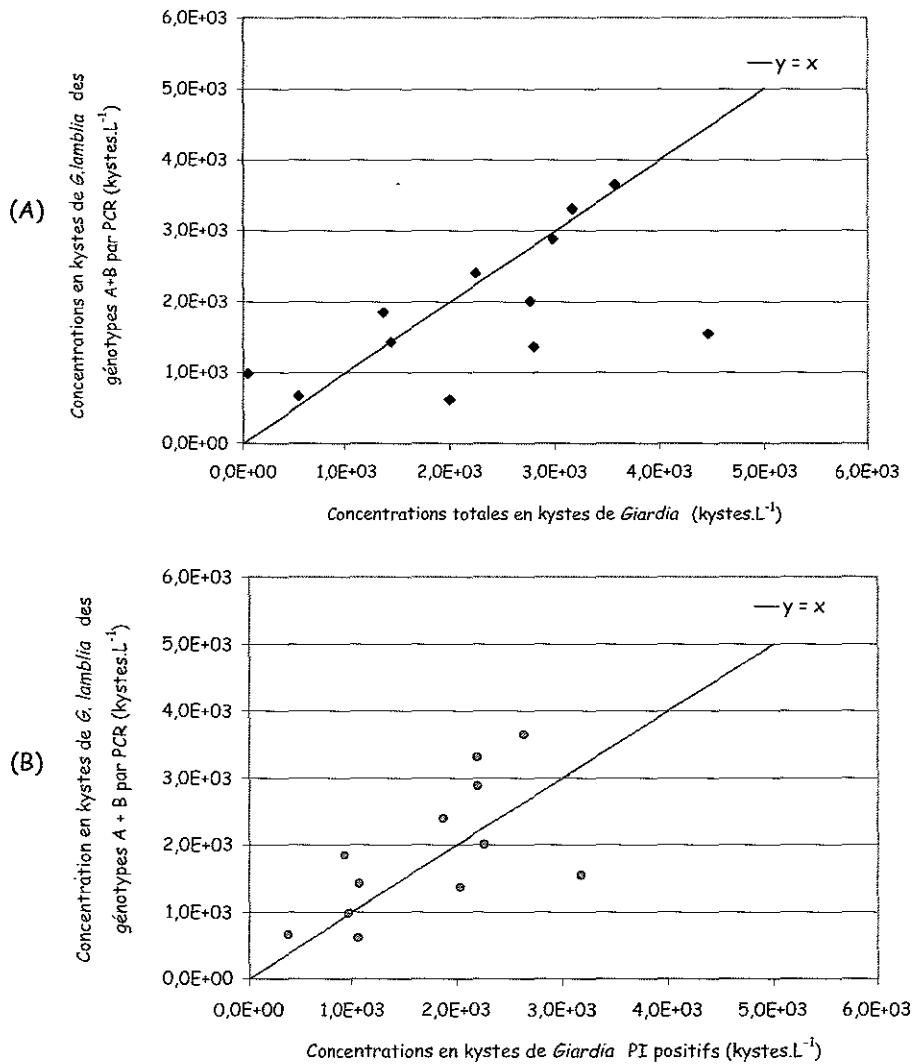 (A)
Concentrations en kystes de G.lamblia des
génotypes A+B par PCR (kystes.L⁻¹)
6,0E+03
5,0E+03
4,0E+03
3,0E+03
2,0E+03
1,0E+03
0,0E+00
y = x
0,0E+00 1,0E+03 2,0E+03 3,0E+03 4,0E+03 5,0E+03 6,0E+03
Concentrations totales en kystes de Giardia (kystes.L⁻¹)
(B)
Concentration en kystes de G. lamblia des
génotypes A + B par PCR (kystes.L⁻¹)
6,0E+03
5,0E+03
4,0E+03
3,0E+03
2,0E+03
1,0E+03
0,0E+00
y = x
0,0E+00 1,0E+03 2,0E+03 3,0E+03 4,0E+03 5,0E+03 6,0E+03
Concentrations en kystes de Giardia PI positifs (kystes.L⁻¹)